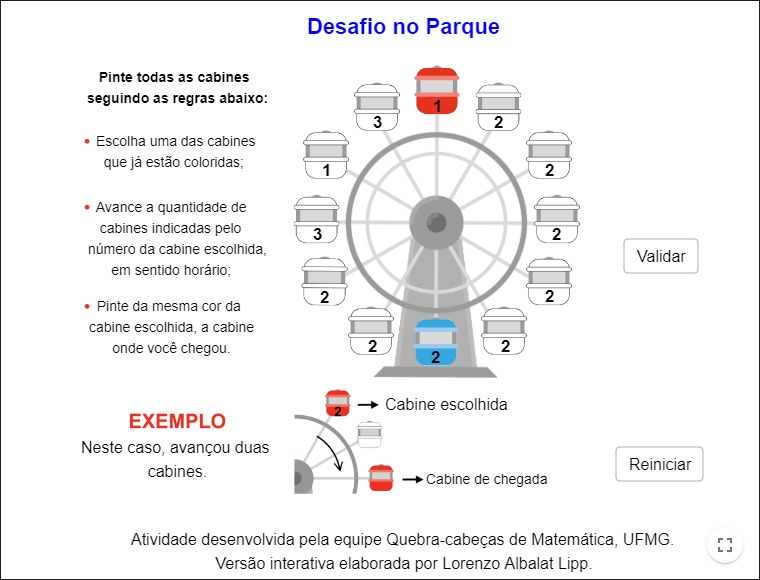 Desafio no Parque
Pinte todas as cabines
seguindo as regras abaixo:
• Escolha uma das cabines
que já estão coloridas;
• Avance a quantidade de
cabines indicadas pelo
número da cabine escolhida,
em sentido horário;
• Pinte da mesma cor da
cabine escolhida, a cabine
onde você chegou.
1
3
2
1
2
3
2
2
2
2
2
2
Validar
EXEMPLO
Neste caso, avançou duas
cabines.
2
Cabine escolhida
Cabine de chegada
Reiniciar
Atividade desenvolvida pela equipe Quebra-cabeças de Matemática, UFMG.
Versão interativa elaborada por Lorenzo Albalat Lipp.